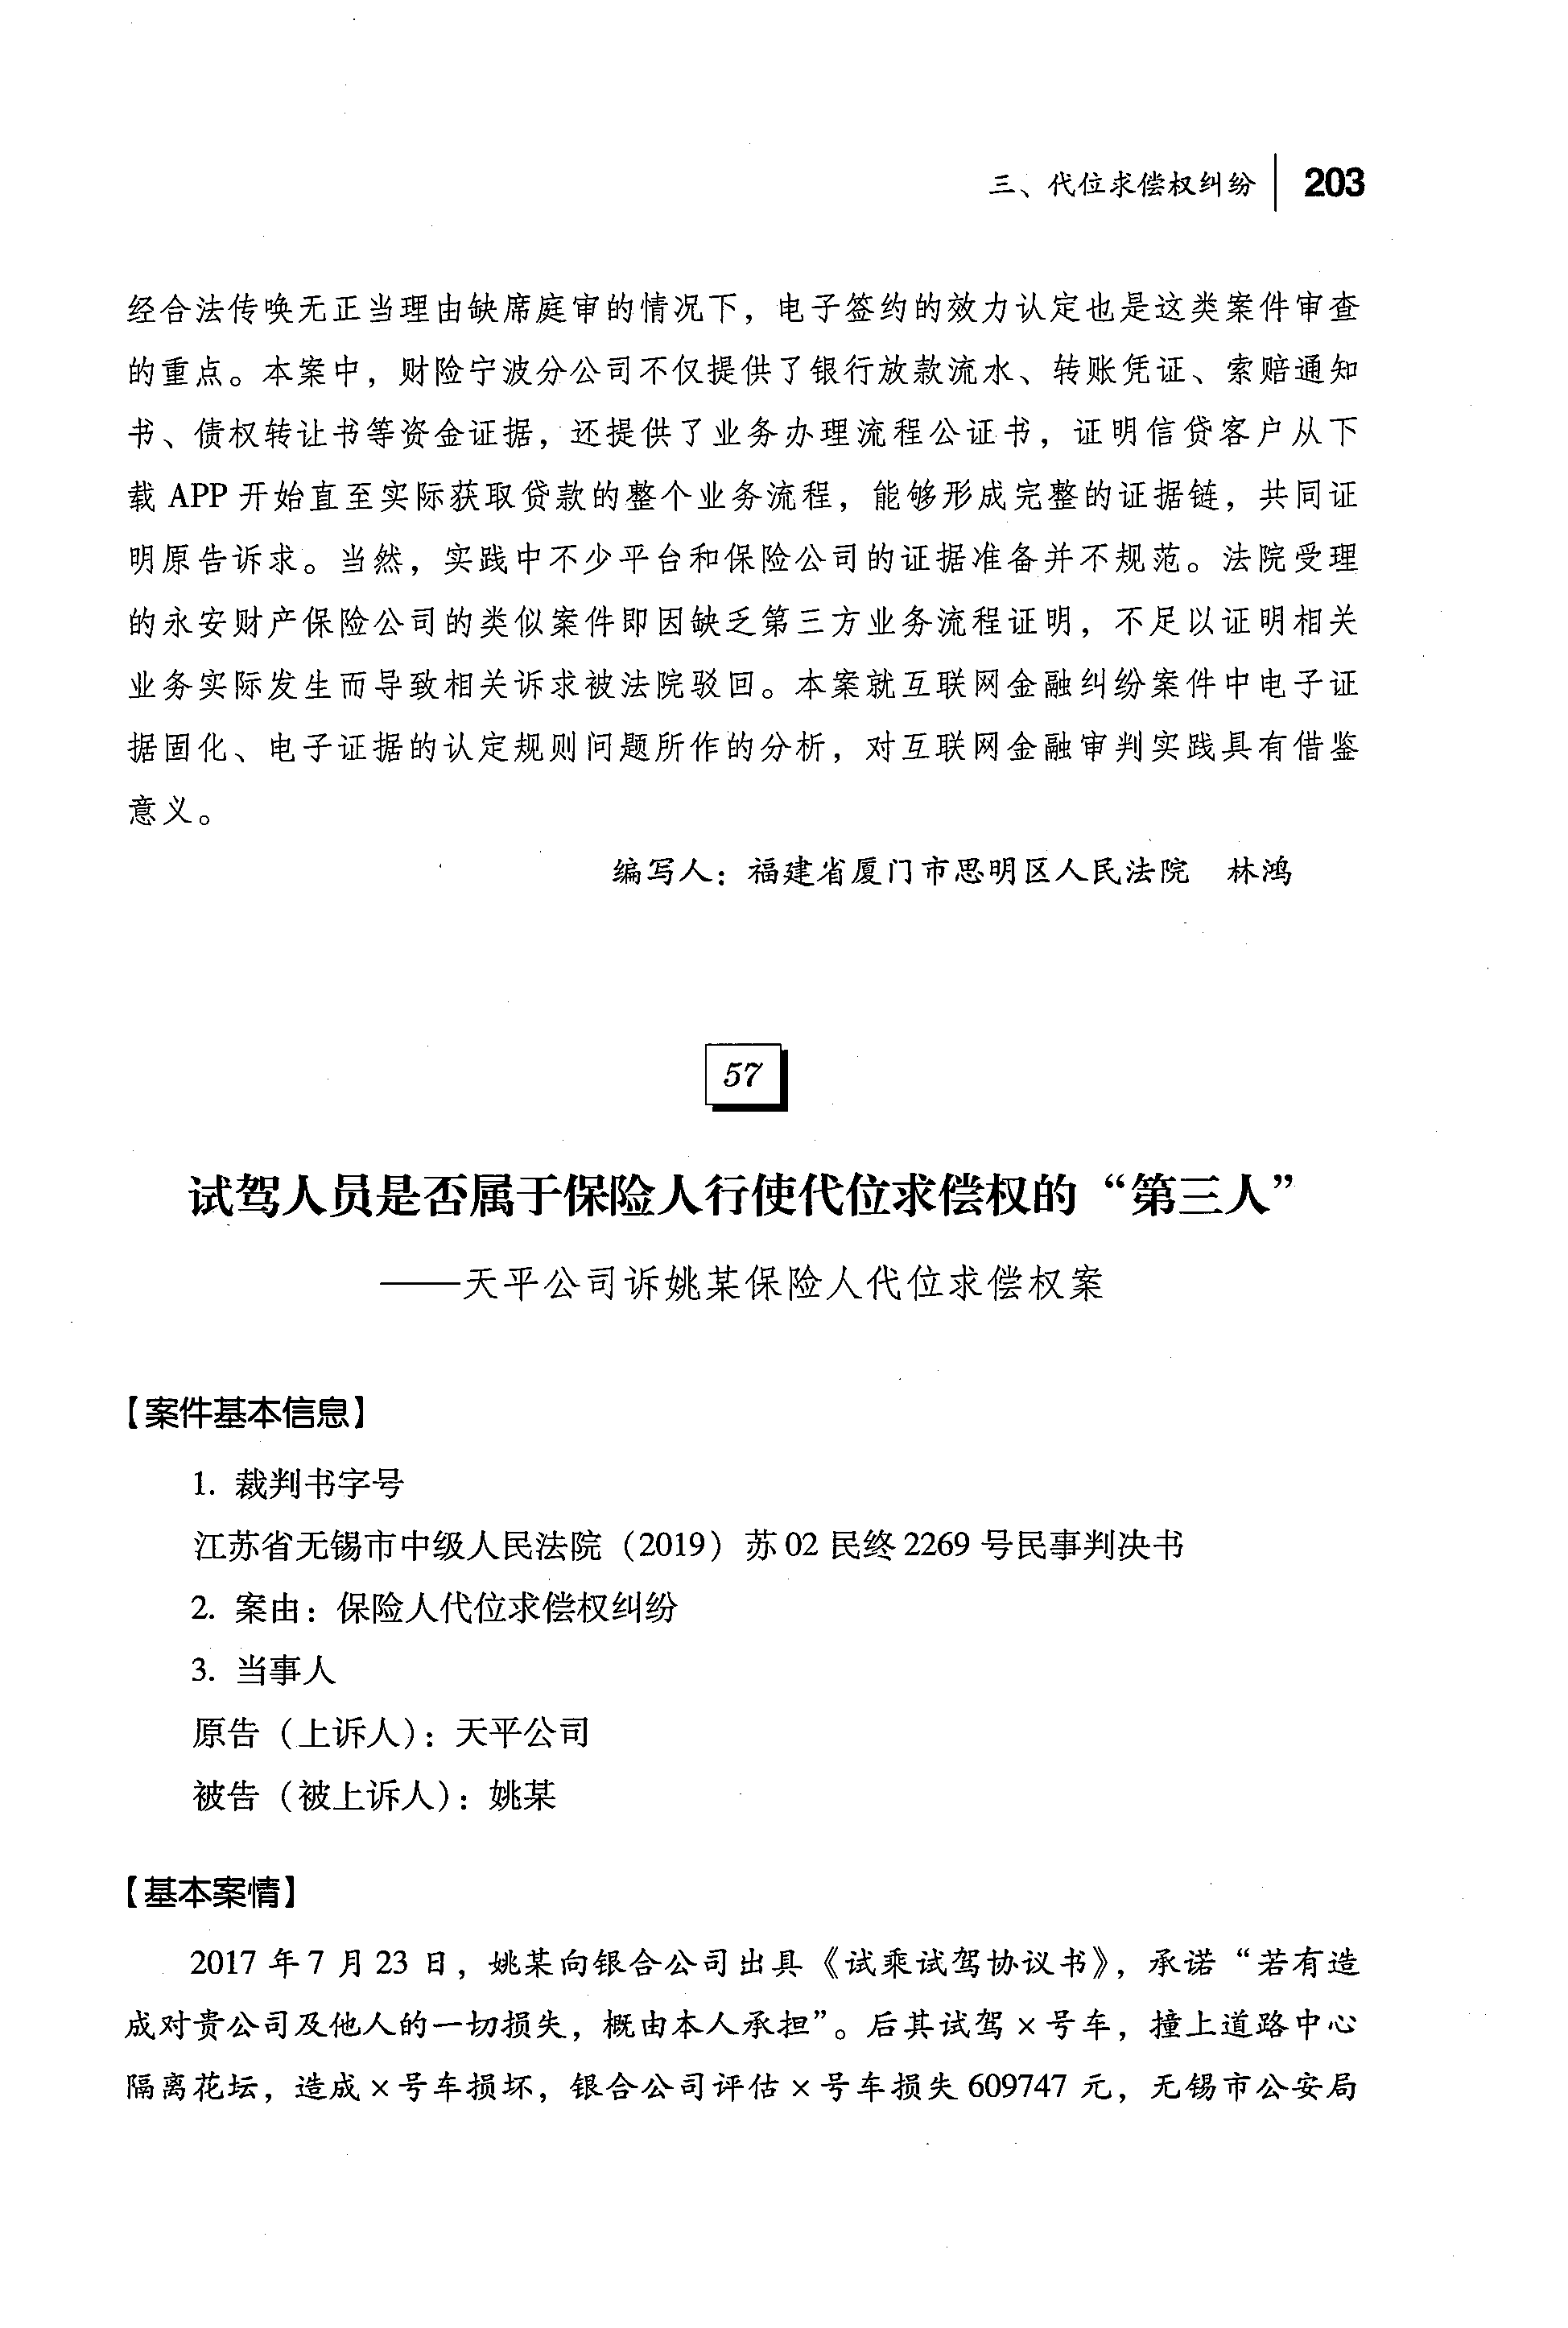 三、代位求偿权纠纷 203
经合法传唤无正当理由缺席庭审的情况下，电子签约的效力认定也是这类案件审查
的重点。本案中，财险宁波分公司不仅提供了银行放款流水、转账凭证、索赔通知
书、债权转让书等资金证据，还提供了业务办理流程公证书，证明信贷客户从下
载 APP 开始直至实际获取贷款的整个业务流程，能够形成完整的证据链，共同证
明原告诉求。当然，实践中不少平台和保险公司的证据准备并不规范。法院受理
的永安财产保险公司的类似案件即因缺乏第三方业务流程证明，不足以证明相关
业务实际发生而导致相关诉求被法院驳回。本案就互联网金融纠纷案件中电子证
据固化、电子证据的认定规则问题所作的分析，对互联网金融审判实践具有借鉴
意义。
编写人：福建省厦门市思明区人民法院　林鸿
57
试驾人员是否属于保险人行使代位求偿权的“第三人”
——天平公司诉姚某保险人代位求偿权案
【案件基本信息】
1. 裁判书字号
江苏省无锡市中级人民法院（2019）苏 02 民终 2269 号民事判决书
2. 案由：保险人代位求偿权纠纷
3. 当事人
原告（上诉人）：天平公司
被告（被上诉人）：姚某
【基本案情】
2017 年 7 月 23 日，姚某向银合公司出具《试乘试驾协议书》，承诺“若有造
成对贵公司及他人的一切损失，概由本人承担”。后其试驾 × 号车，撞上道路中心
隔离花坛，造成 × 号车损坏，银合公司评估 × 号车损失 609747 元，无锡市公安局